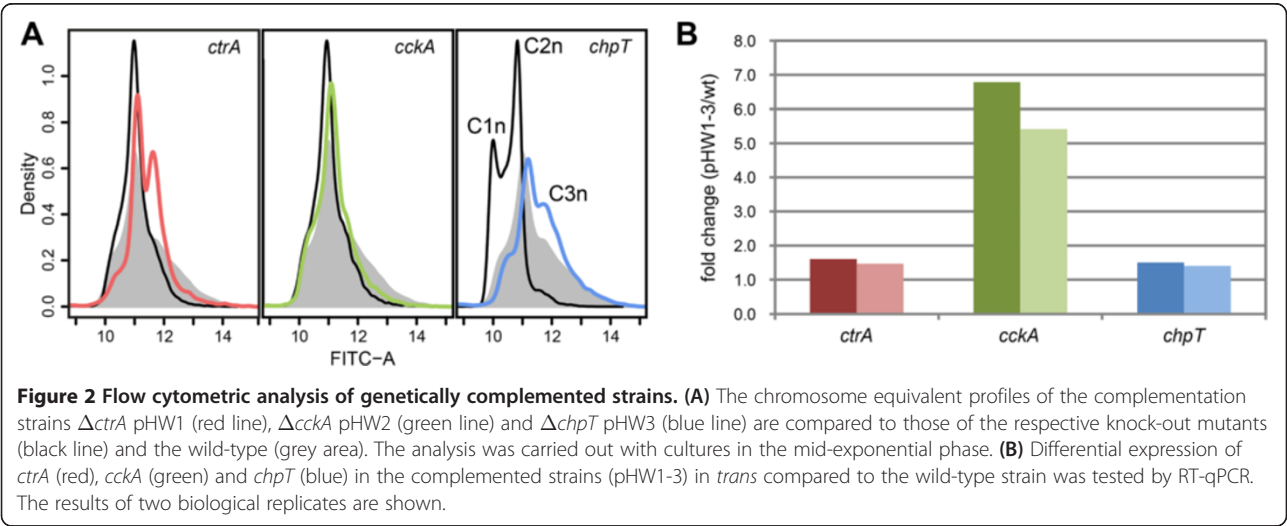 A
ctrA
cckA
chpT
C2n
C1n
C3n
Density
1.0
0.8
0.6
0.4
0.2
0.0
10 12 14
10 12 14
10 12 14
FITC−A
B
fold change (pHW1-3/wt)
8.0
7.0
6.0
5.0
4.0
3.0
2.0
1.0
0.0
ctrA
cckA
chpT
Figure 2 Flow cytometric analysis of genetically complemented strains. (A) The chromosome equivalent profiles of the complementation
strains ΔctrA pHW1 (red line), ΔcckA pHW2 (green line) and ΔchpT pHW3 (blue line) are compared to those of the respective knock-out mutants
(black line) and the wild-type (grey area). The analysis was carried out with cultures in the mid-exponential phase. (B) Differential expression of
ctrA (red), cckA (green) and chpT (blue) in the complemented strains (pHW1-3) in trans compared to the wild-type strain was tested by RT-qPCR.
The results of two biological replicates are shown.